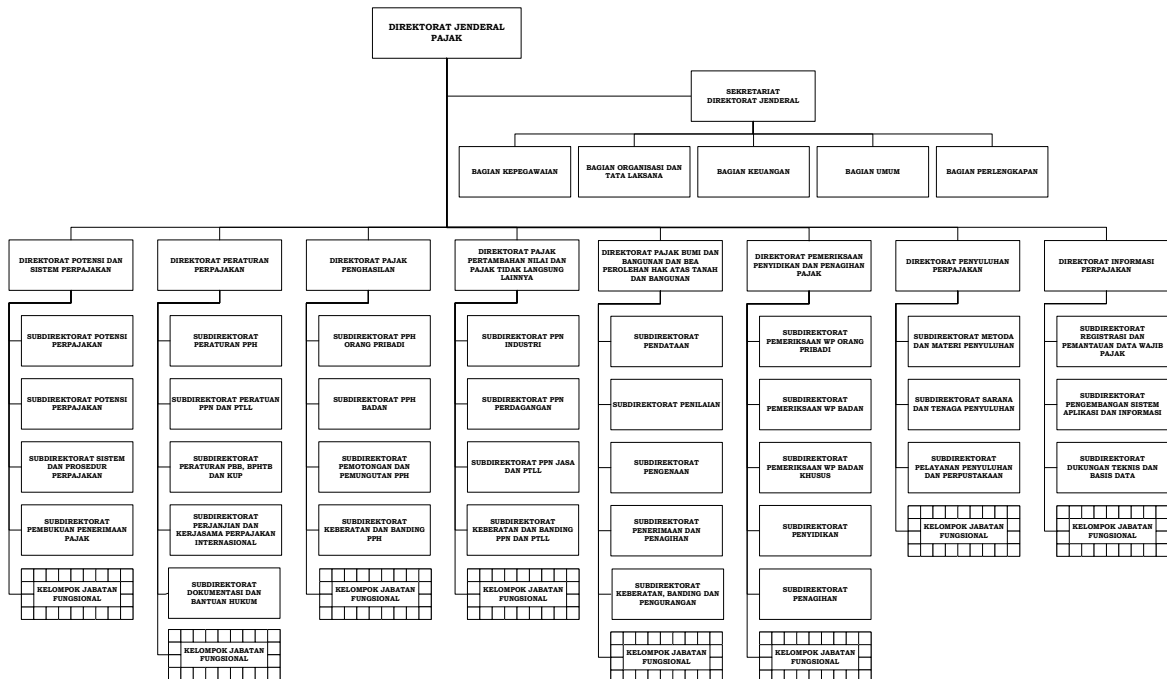 DIREKTORAT JENDERAL
PAJAK
SEKRETARIAT
DIREKTORAT JENDERAL
BAGIAN KEPEGAWAIAN
BAGIAN ORGANISASI DAN
TATA LAKSANA
BAGIAN KEUANGAN
BAGIAN UMUM
BAGIAN PERLENGKAPAN
DIREKTORAT POTENSI DAN
SISTEM PERPAJAKAN
SUBDIREKTORAT POTENSI
PERPAJAKAN
SUBDIREKTORAT POTENSI
PERPAJAKAN
SUBDIREKTORAT SISTEM
DAN PROSEDUR
PERPAJAKAN
SUBDIREKTORAT
PEMBUKUAN PENERIMAAN
PAJAK
KELOMPOK JABATAN
FUNGSIONAL
DIREKTORAT PERATURAN
PERPAJAKAN
SUBDIREKTORAT
PERATURAN PPH
SUBDIREKTORAT PERATUAN
PPN DAN PTLL
SUBDIREKTORAT
PERATURAN PBB, BPHTB
DAN KUP
SUBDIREKTORAT
PERJANJIAN DAN
KERJASAMA PERPAJAKAN
INTERNASIONAL
SUBDIREKTORAT
DOKUMENTASI DAN
BANTUAN HUKUM
KELOMPOK JABATAN
FUNGSIONAL
DIREKTORAT PAJAK
PENGHASILAN
SUBDIREKTORAT PPH
ORANG PRIBADI
SUBDIREKTORAT PPH
BADAN
SUBDIREKTORAT
PEMOTONGAN DAN
PEMUNGUTAN PPH
SUBDIREKTORAT
KEBERATAN DAN BANDING
PPH
KELOMPOK JABATAN
FUNGSIONAL
DIREKTORAT PAJAK
PERTAMBAHAN NILAI DAN
PAJAK TIDAK LANGSUNG
LAINNYA
SUBDIREKTORAT PPN
INDUSTRI
SUBDIREKTORAT PPN
PERDAGANGAN
SUBDIREKTORAT PPN JASA
DAN PTLL
SUBDIREKTORAT
KEBERATAN DAN BANDING
PPN DAN PTLL
KELOMPOK JABATAN
FUNGSIONAL
DIREKTORAT PAJAK BUMI DAN
BANGUNAN DAN BEA
PEROLEHAN HAK ATAS TANAH
DAN BANGUNAN
SUBDIREKTORAT
PENDATAAN
SUBDIREKTORAT PENILAIAN
SUBDIREKTORAT
PENGENAAN
SUBDIREKTORAT
PENERIMAAN DAN
PENAGIHAN
SUBDIREKTORAT
KEBERATAN, BANDING DAN
PENGURANGAN
KELOMPOK JABATAN
FUNGSIONAL
DIREKTORAT PEMERIKSAAN
PENYIDIKAN DAN PENAGIHAN
PAJAK
SUBDIREKTORAT
PEMERIKSAAN WP ORANG
PRIBADI
SUBDIREKTORAT
PEMERIKSAAN WP BADAN
SUBDIREKTORAT
PEMERIKSAAN WP BADAN
KHUSUS
SUBDIREKTORAT
PENYIDIKAN
SUBDIREKTORAT
PENAGIHAN
KELOMPOK JABATAN
FUNGSIONAL
DIREKTORAT PENYULUHAN
PERPAJAKAN
SUBDIREKTORAT METODA
DAN MATERI PENYULUHAN
SUBDIREKTORAT SARANA
DAN TENAGA PENYULUHAN
SUBDIREKTORAT
PELAYANAN PENYULUHAN
DAN PERPUSTAKAAN
KELOMPOK JABATAN
FUNGSIONAL
DIREKTORAT INFORMASI
PERPAJAKAN
SUBDIREKTORAT
REGISTRASI DAN
PEMANTAUAN DATA WAJIB
PAJAK
SUBDIREKTORAT
PENGEMBANGAN SISTEM
APLIKASI DAN INFORMASI
SUBDIREKTORAT
DUKUNGAN TEKNIS DAN
BASIS DATA
KELOMPOK JABATAN
FUNGSIONAL